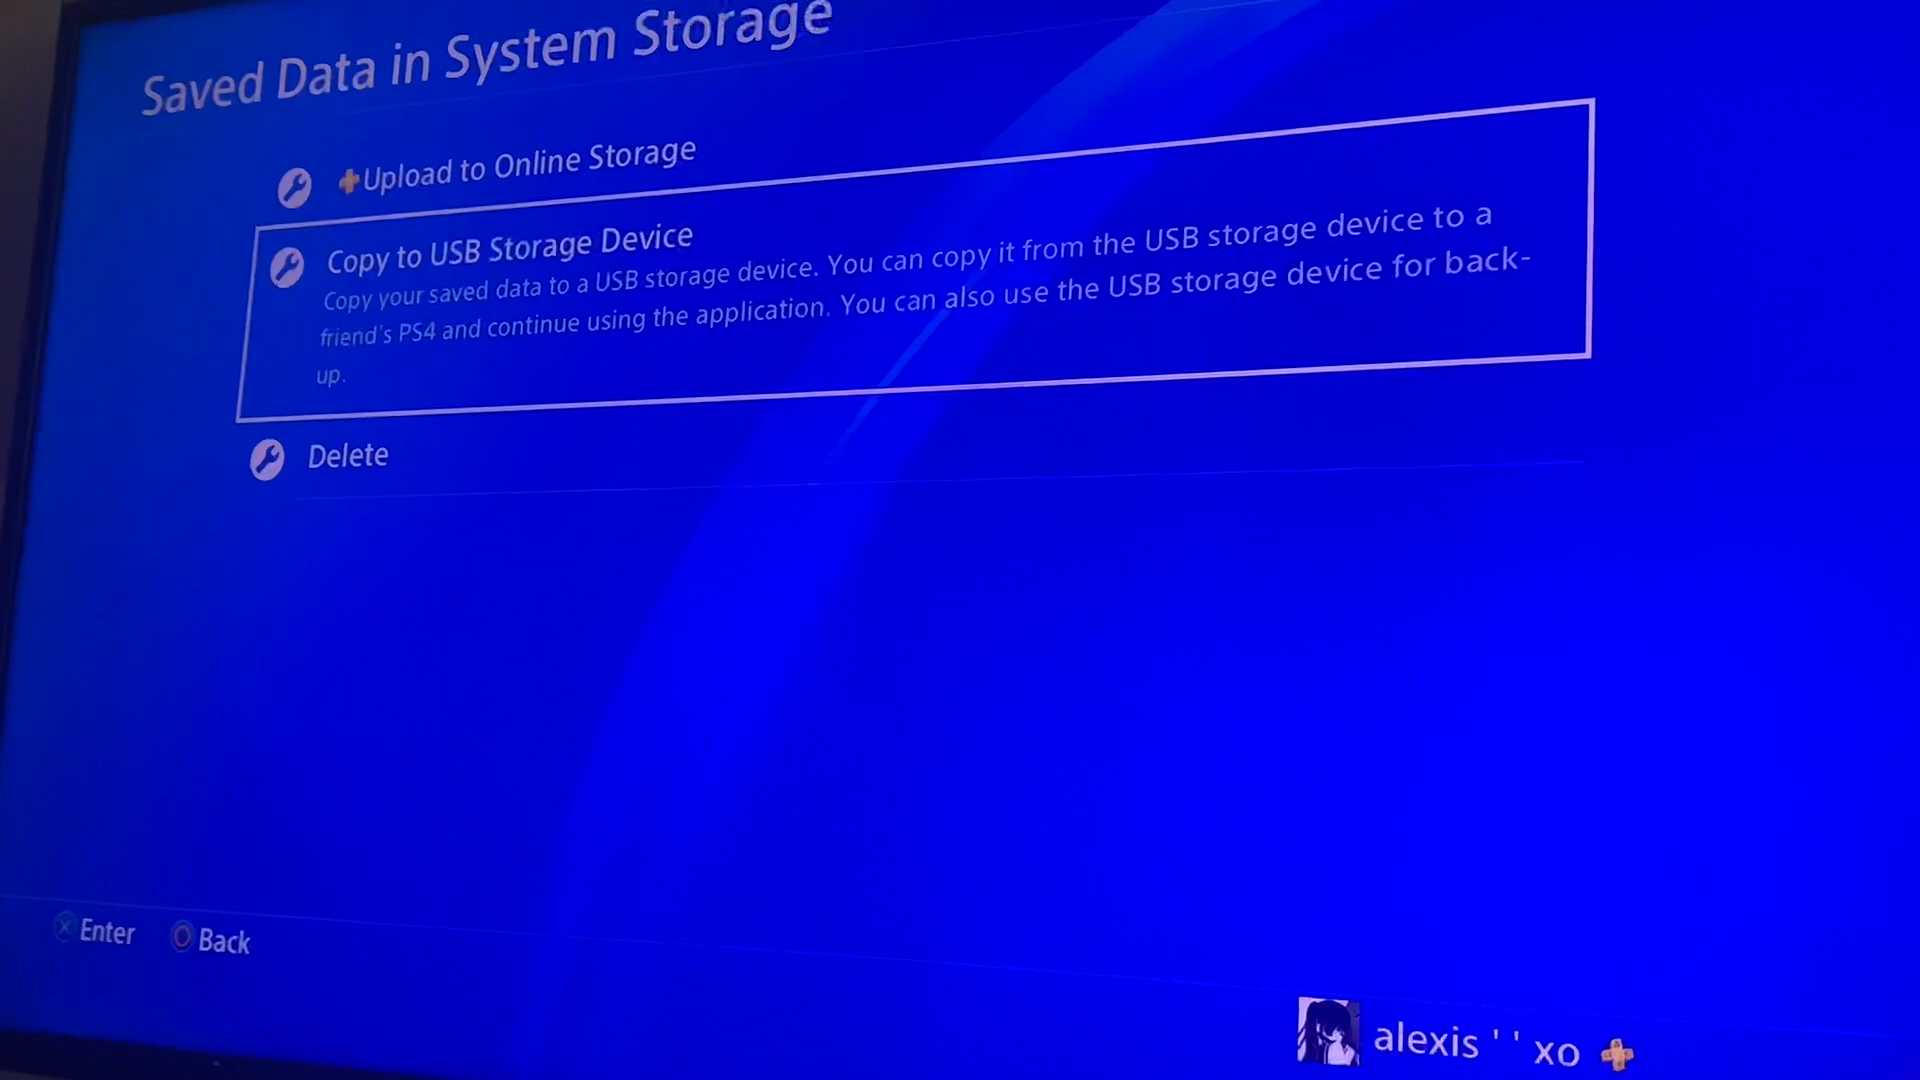 Saved Data in System Storage
Upload to Online Storage
Copy to USB Storage Device
Copy your saved data to a USB storage device. You can copy it from the USB storage device to a
friend's PS4 and continue using the application. You can also use the USB storage device for back-
up.
Delete
Enter Back
alexis ' ' xo